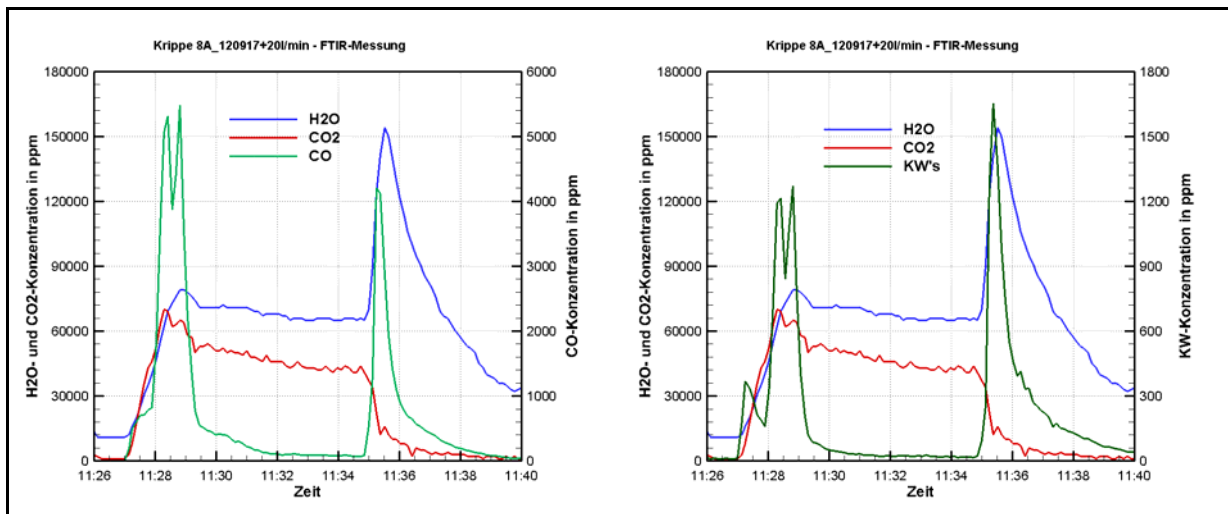 Krippe 8A_120917+20l/min - FTIR-Messung
180000
150000
120000
90000
60000
30000
0
H2O- und CO2-Konzentration in ppm
6000
5000
4000
3000
2000
1000
0
CO-Konzentration in ppm
H2O
CO2
CO
11:26 11:28 11:30 11:32 11:34 11:36 11:38 11:40
Zeit
Krippe 8A_120917+20l/min - FTIR-Messung
180000
150000
120000
90000
60000
30000
0
H2O- und CO2-Konzentration in ppm
1800
1500
1200
900
600
300
0
KW-Konzentration in ppm
H2O
CO2
KW's
11:26 11:28 11:30 11:32 11:34 11:36 11:38 11:40
Zeit